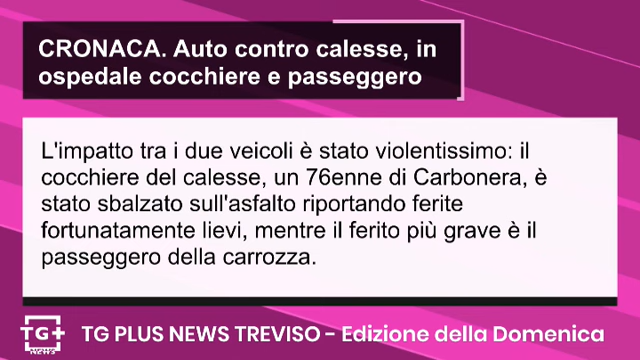 CRONACA. Auto contro calesse, in
ospedale cocchiere e passeggero
L'impatto tra i due veicoli è stato violentissimo: il
cocchiere del calesse, un 76enne di Carbonera, è
stato sbalzato sull'asfalto riportando ferite
fortunatamente lievi, mentre il ferito più grave è il
passeggero della carrozza.
TG+
NEWS
TG PLUS NEWS TREVISO - Edizione della Domenica